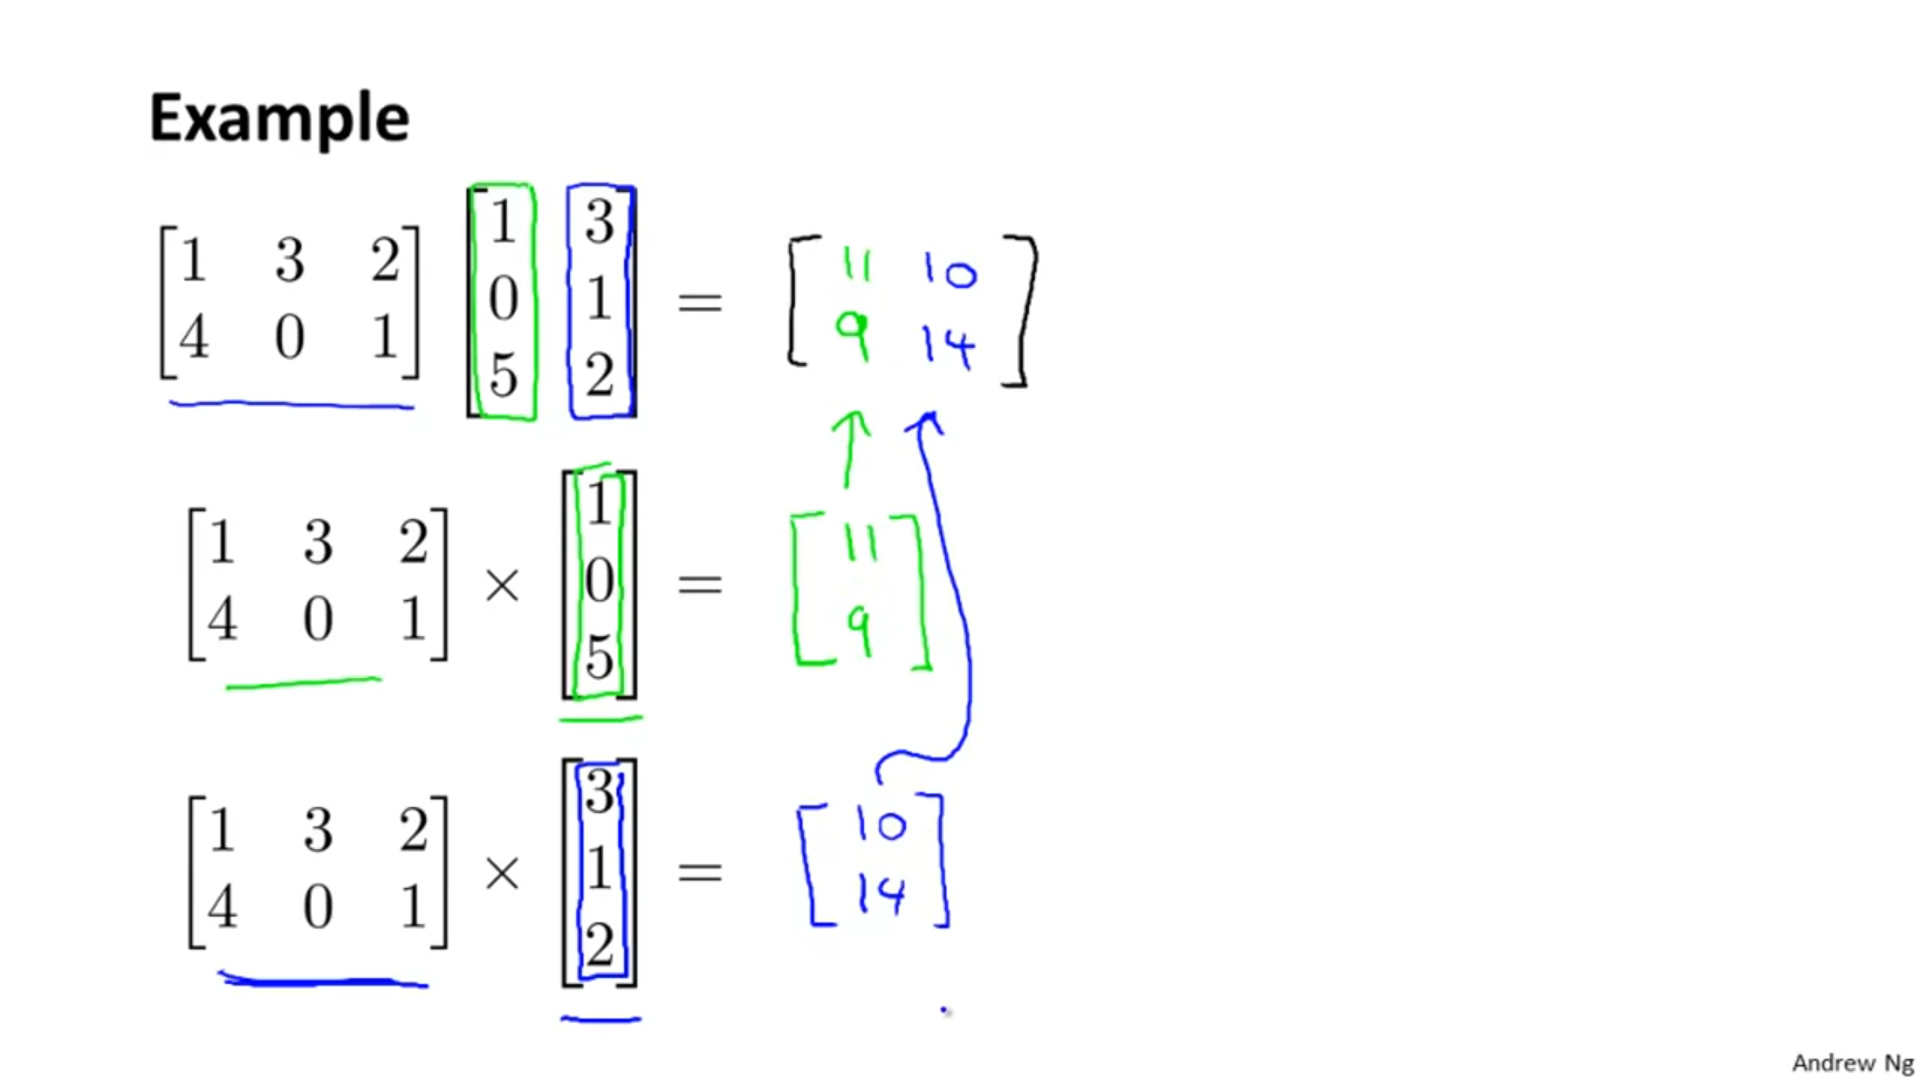 Example
[1 3 2
4 0 1] [1 3
0 1
5 2] = [11 10
9 14]
[1 3 2
4 0 1] × [1
0
5] = [11
9]
[1 3 2
4 0 1] × [3
1
2] = [10
14]
Andrew Ng